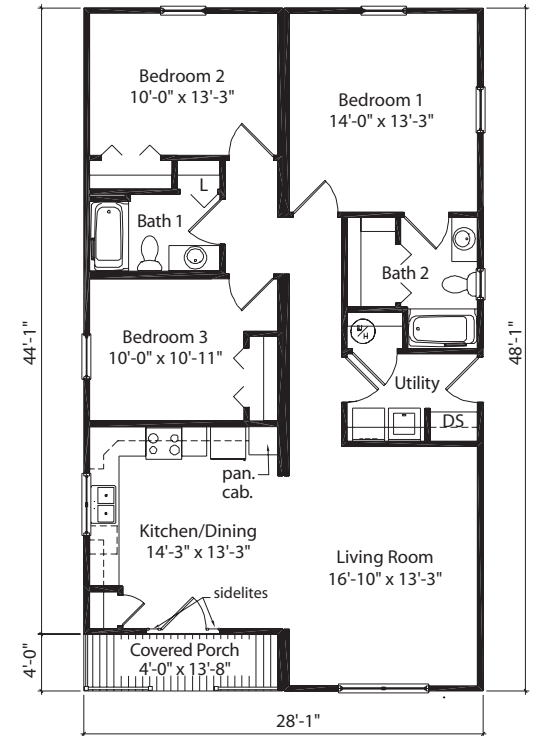 Bedroom 2
10'-0" x 13'-3"
Bedroom 1
14'-0" x 13'-3"
L
Bath 1
Bath 2
W/H
Bedroom 3
10'-0" x 10'-11"
Utility
DS
44'-1"
48'-1"
pan.
cab.
Kitchen/Dining
14'-3" x 13'-3"
Living Room
16'-10" x 13'-3"
sidelites
Covered Porch
4'-0" x 13'-8"
4'-0"
28'-1"